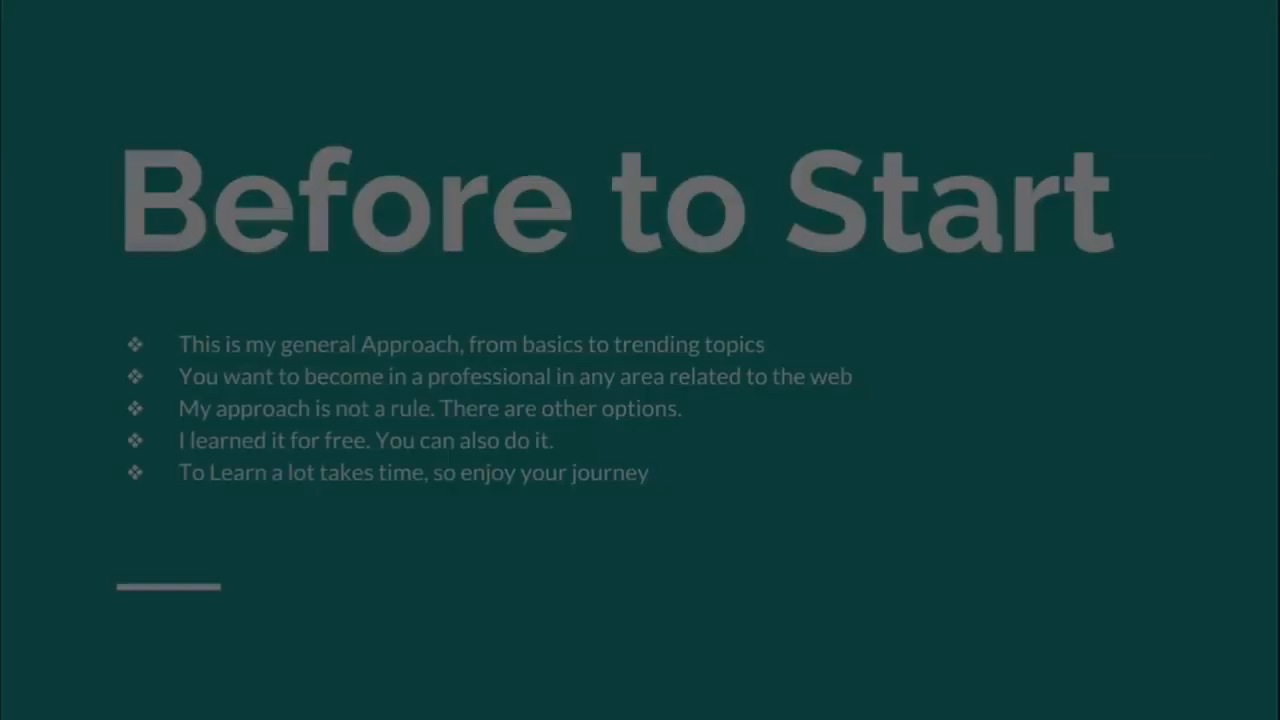 Before to Start
❖ This is my general Approach, from basics to trending topics
❖ You want to become in a professional in any area related to the web
❖ My approach is not a rule. There are other options.
❖ I learned it for free. You can also do it.
❖ To Learn a lot takes time, so enjoy your journey